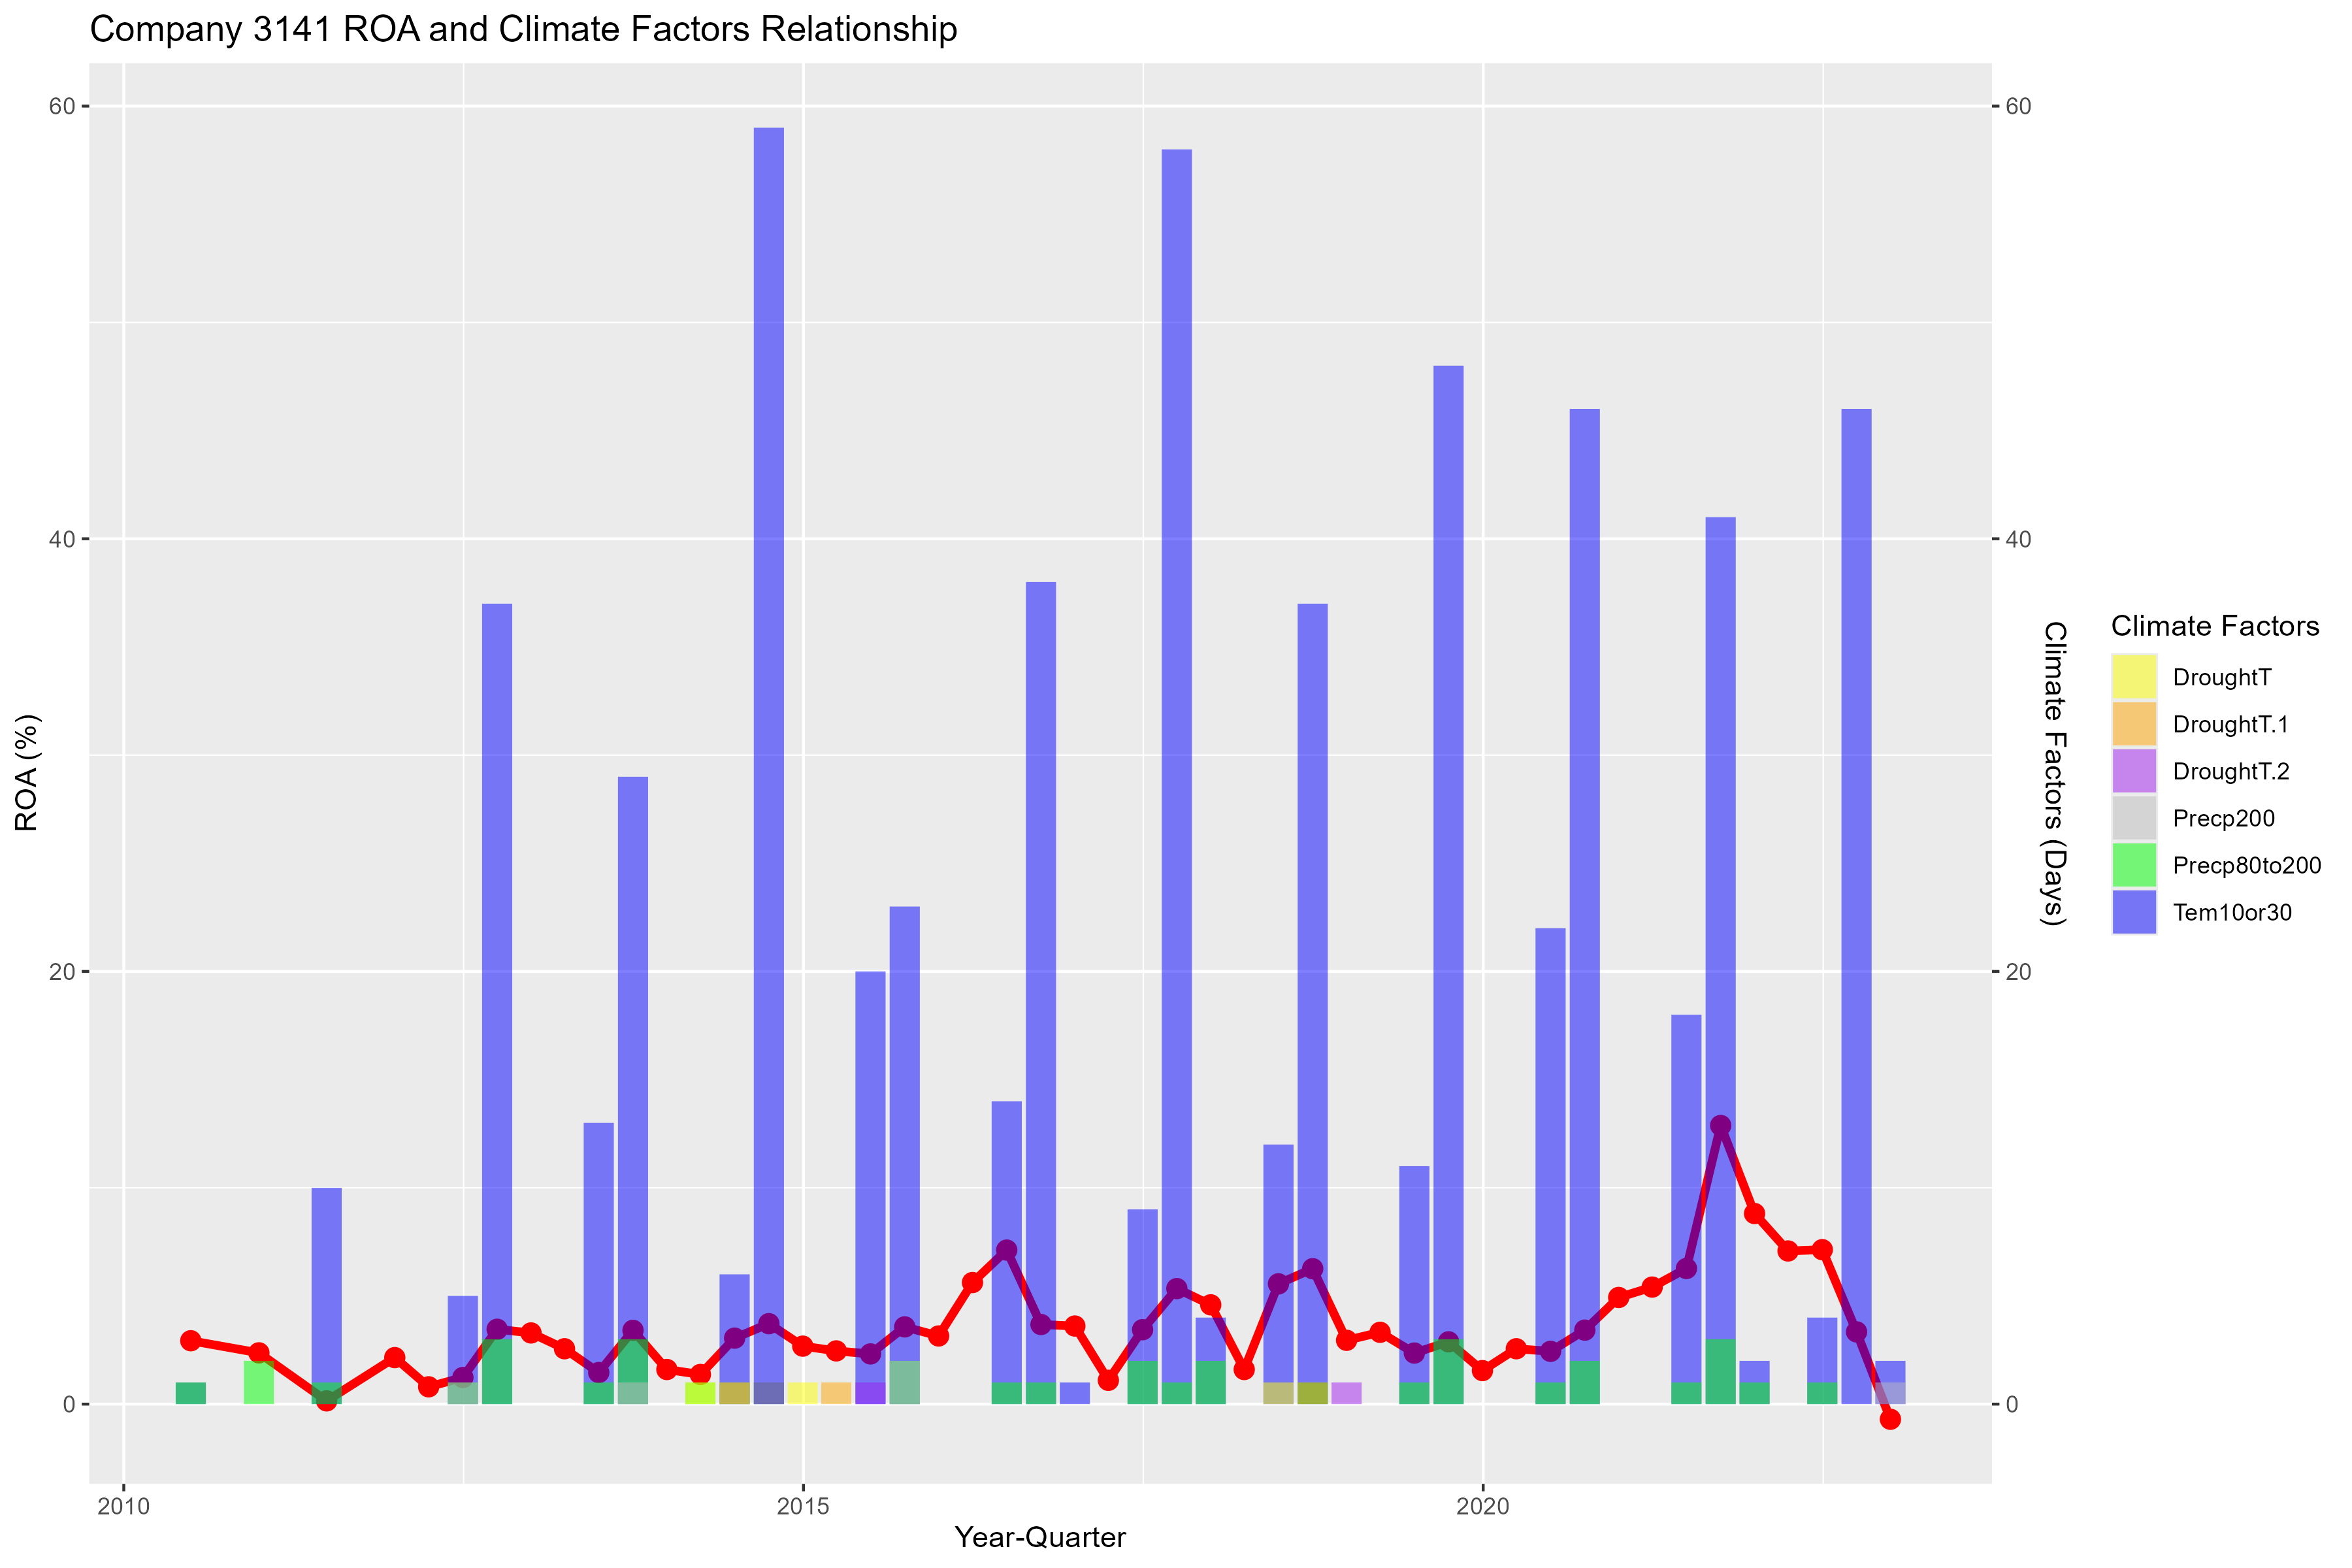 Company 3141 ROA and Climate Factors Relationship
60
40
20
0
ROA (%)
2010
2015
2020
Year-Quarter
60
40
20
0
Climate Factors (Days)
Climate Factors
DroughtT
DroughtT.1
DroughtT.2
Precp200
Precp80to200
Tem10or30